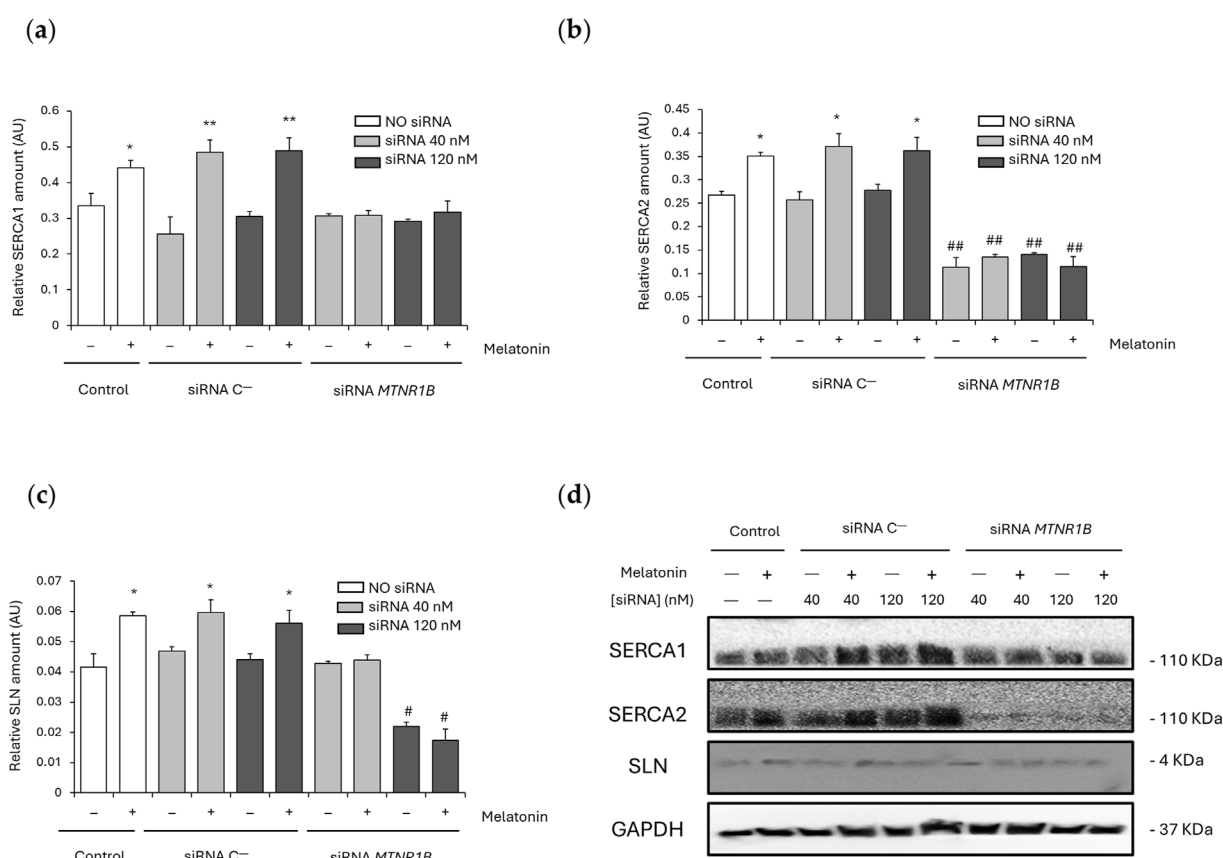 (a)
Relative SERCA1 amount (AU)
0.6
0.5
0.4
0.3
0.2
0.1
0
* ** **
NO siRNA
siRNA 40 nM
siRNA 120 nM
– + – + – + – + – + Melatonin
Control siRNA C— siRNA MTNR1B
(b)
Relative SERCA2 amount (AU)
0.45
0.4
0.35
0.3
0.25
0.2
0.15
0.1
0.05
0
* * * ## ## ## ##
NO siRNA
siRNA 40 nM
siRNA 120 nM
– + – + – + – + – + Melatonin
Control siRNA C— siRNA MTNR1B
(c)
Relative SLN amount (AU)
0.07
0.06
0.05
0.04
0.03
0.02
0.01
0
* * * # #
NO siRNA
siRNA 40 nM
siRNA 120 nM
– + – + – + – + – + Melatonin
Control siRNA C— siRNA MTNR1B
(d)
Control siRNA C— siRNA MTNR1B
Melatonin — + — + — + — + — +
[siRNA] (nM) — — 40 40 120 120 40 40 120 120
SERCA1 - 110 KDa
SERCA2 - 110 KDa
SLN - 4 KDa
GAPDH - 37 KDa